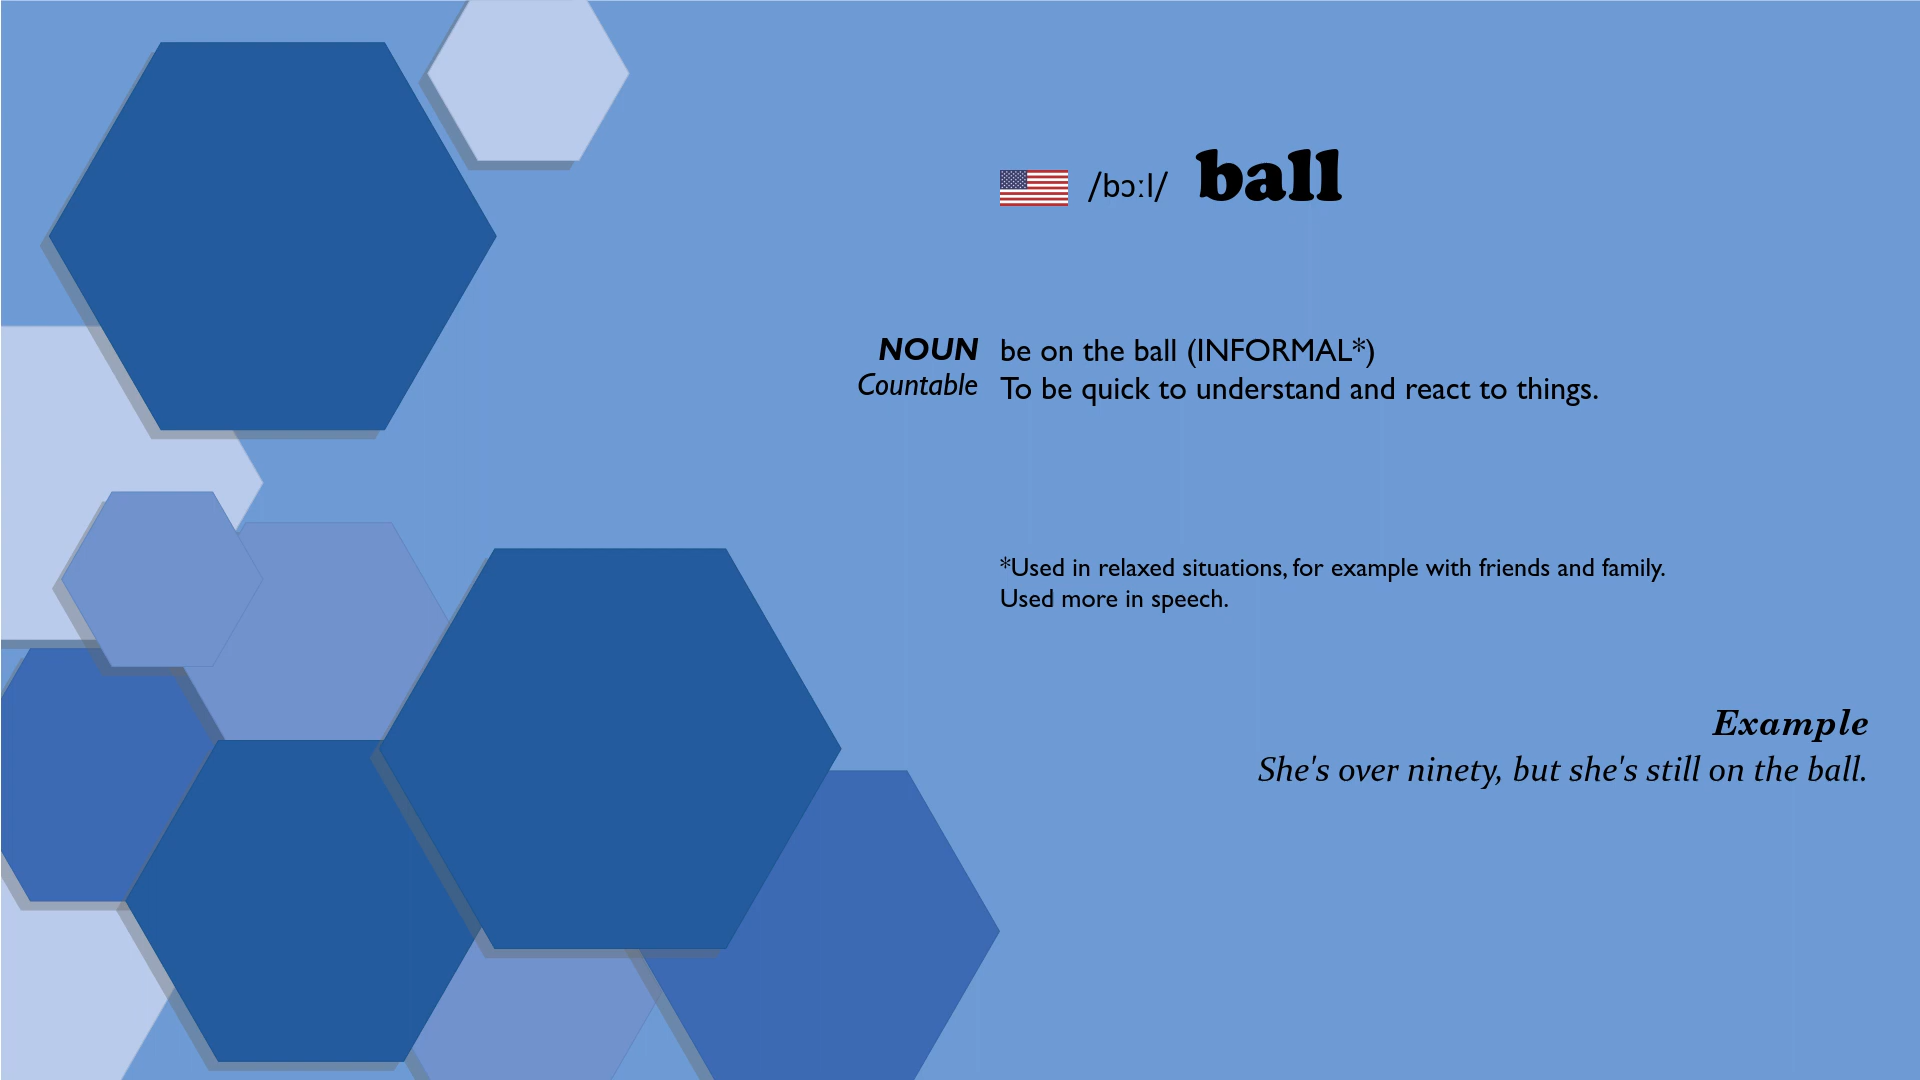 /bɔːl/ ball
NOUN be on the ball (INFORMAL*)
Countable To be quick to understand and react to things.
*Used in relaxed situations, for example with friends and family.
Used more in speech.
Example
She's over ninety, but she's still on the ball.